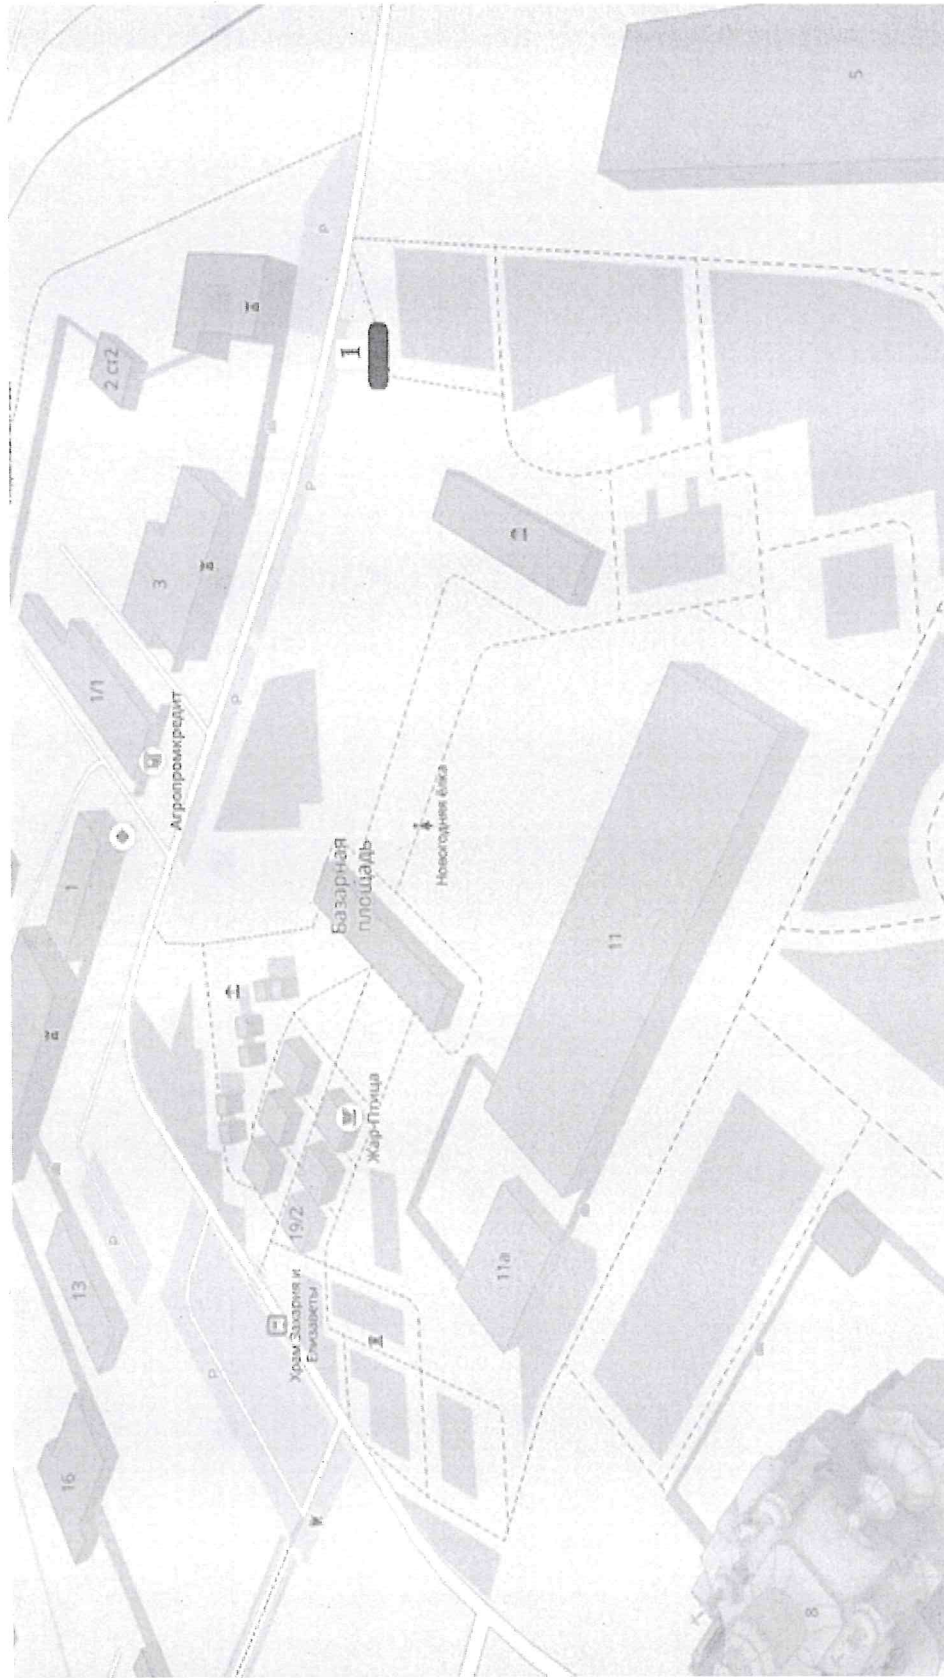 5
1
2 ст2
3
1/1
Агропромкредит
1
Базарная
площадь
Новогодняя ёлка
11
Жар-Птица
19/2
11а
Храм Захария и
Елизаветы
13
16
8
P
P
P
P
P